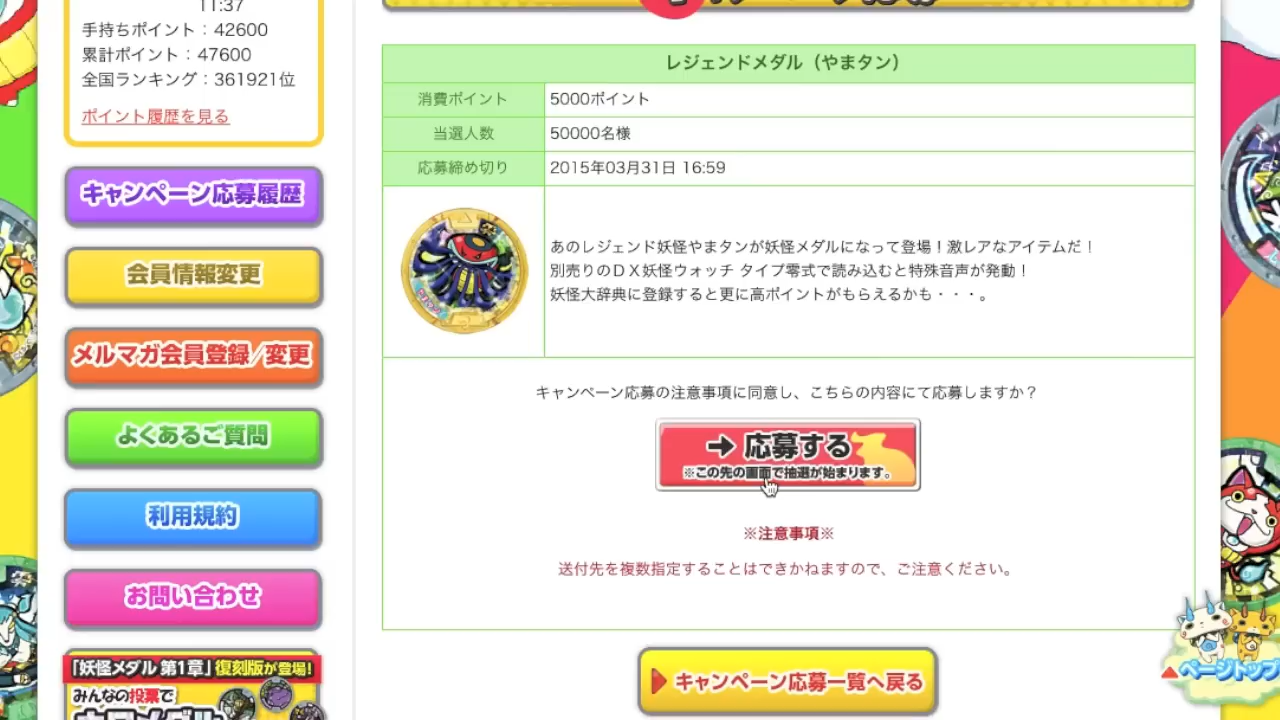 11:37
手持ちポイント：42600
累計ポイント：47600
全国ランキング：361921位
ポイント履歴を見る
キャンペーン応募履歴
会員情報変更
メルマガ会員登録/変更
よくあるご質問
利用規約
お問い合わせ
「妖怪メダル 第1章」復刻版が登場!
みんなの投票で
レジェンドメダル（やまタン）
消費ポイント 5000ポイント
当選人数 50000名様
応募締め切り 2015年03月31日 16:59
あのレジェンド妖怪やまタンが妖怪メダルになって登場！激レアなアイテムだ！
別売りのＤＸ妖怪ウォッチ タイプ零式で読み込むと特殊音声が発動！
妖怪大辞典に登録すると更に高ポイントがもらえるかも・・・。
キャンペーン応募の注意事項に同意し、こちらの内容にて応募しますか？
➔ 応募する
※この先の画面で抽選が始まります。
※注意事項※
送付先を複数指定することはできかねますので、ご注意ください。
キャンペーン応募一覧へ戻る
ページトップ